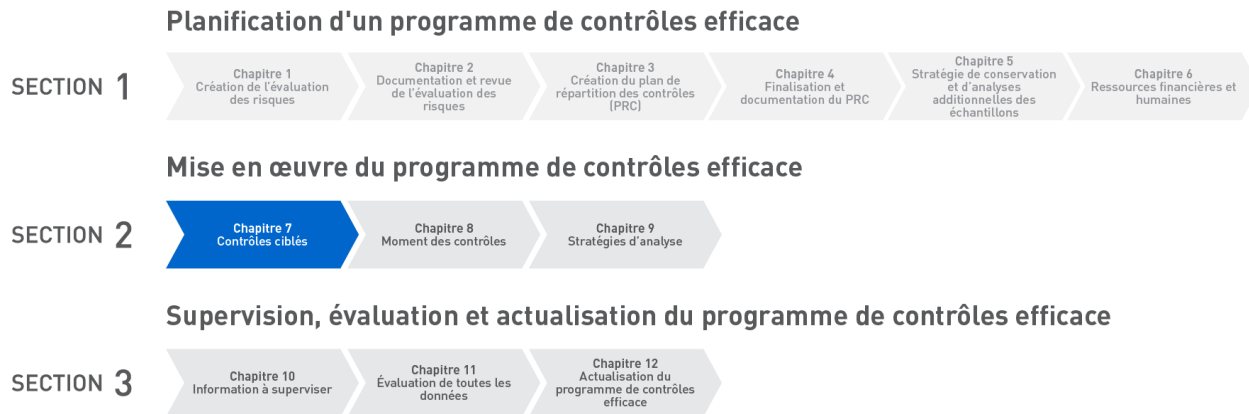 Planification d'un programme de contrôles efficace
SECTION 1
Chapitre 1
Création de l'évaluation
des risques
Chapitre 2
Documentation et revue
de l'évaluation des
risques
Chapitre 3
Création du plan de
répartition des contrôles
(PRC)
Chapitre 4
Finalisation et
documentation du PRC
Chapitre 5
Stratégie de conservation
et d'analyses
additionnelles des
échantillons
Chapitre 6
Ressources financières et
humaines
Mise en œuvre du programme de contrôles efficace
SECTION 2
Chapitre 7
Contrôles ciblés
Chapitre 8
Moment des contrôles
Chapitre 9
Stratégies d'analyse
Supervision, évaluation et actualisation du programme de contrôles efficace
SECTION 3
Chapitre 10
Information à superviser
Chapitre 11
Évaluation de toutes les
données
Chapitre 12
Actualisation du
programme de contrôles
efficace